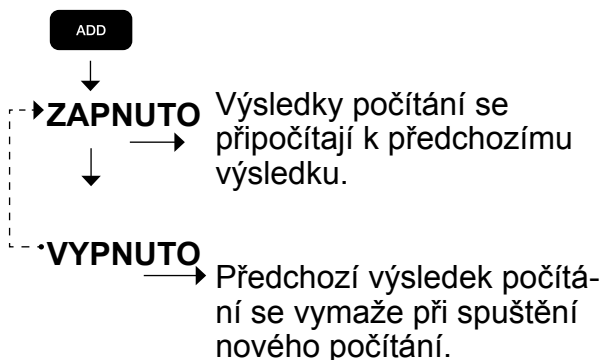 ADD
ZAPNUTO
Výsledky počítání se
připočítají k předchozímu
výsledku.
VYPNUTO
Předchozí výsledek počítá-
ní se vymaže při spuštění
nového počítání.